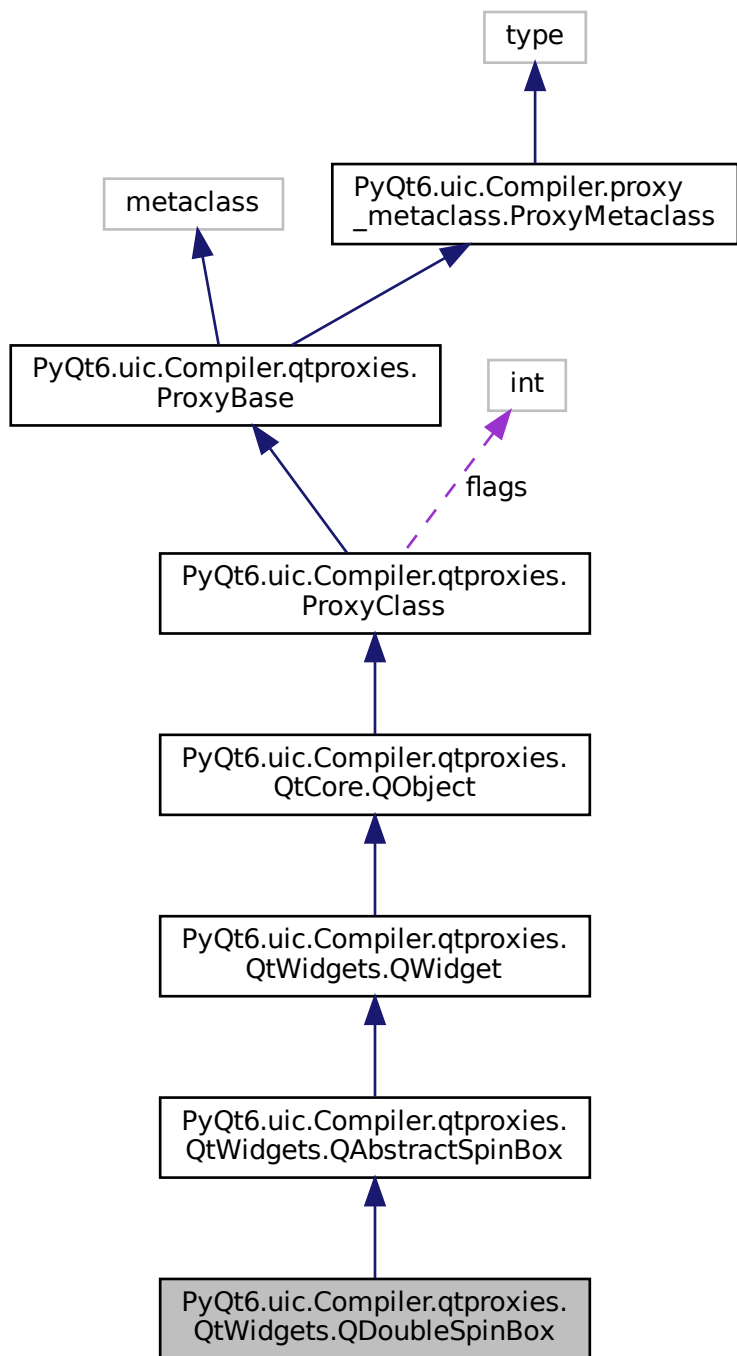 type
PyQt6.uic.Compiler.proxy
_metaclass.ProxyMetaclass
metaclass
PyQt6.uic.Compiler.qtproxies.
ProxyBase
int
flags
PyQt6.uic.Compiler.qtproxies.
ProxyClass
PyQt6.uic.Compiler.qtproxies.
QtCore.QObject
PyQt6.uic.Compiler.qtproxies.
QtWidgets.QWidget
PyQt6.uic.Compiler.qtproxies.
QtWidgets.QAbstractSpinBox
PyQt6.uic.Compiler.qtproxies.
QtWidgets.QDoubleSpinBox